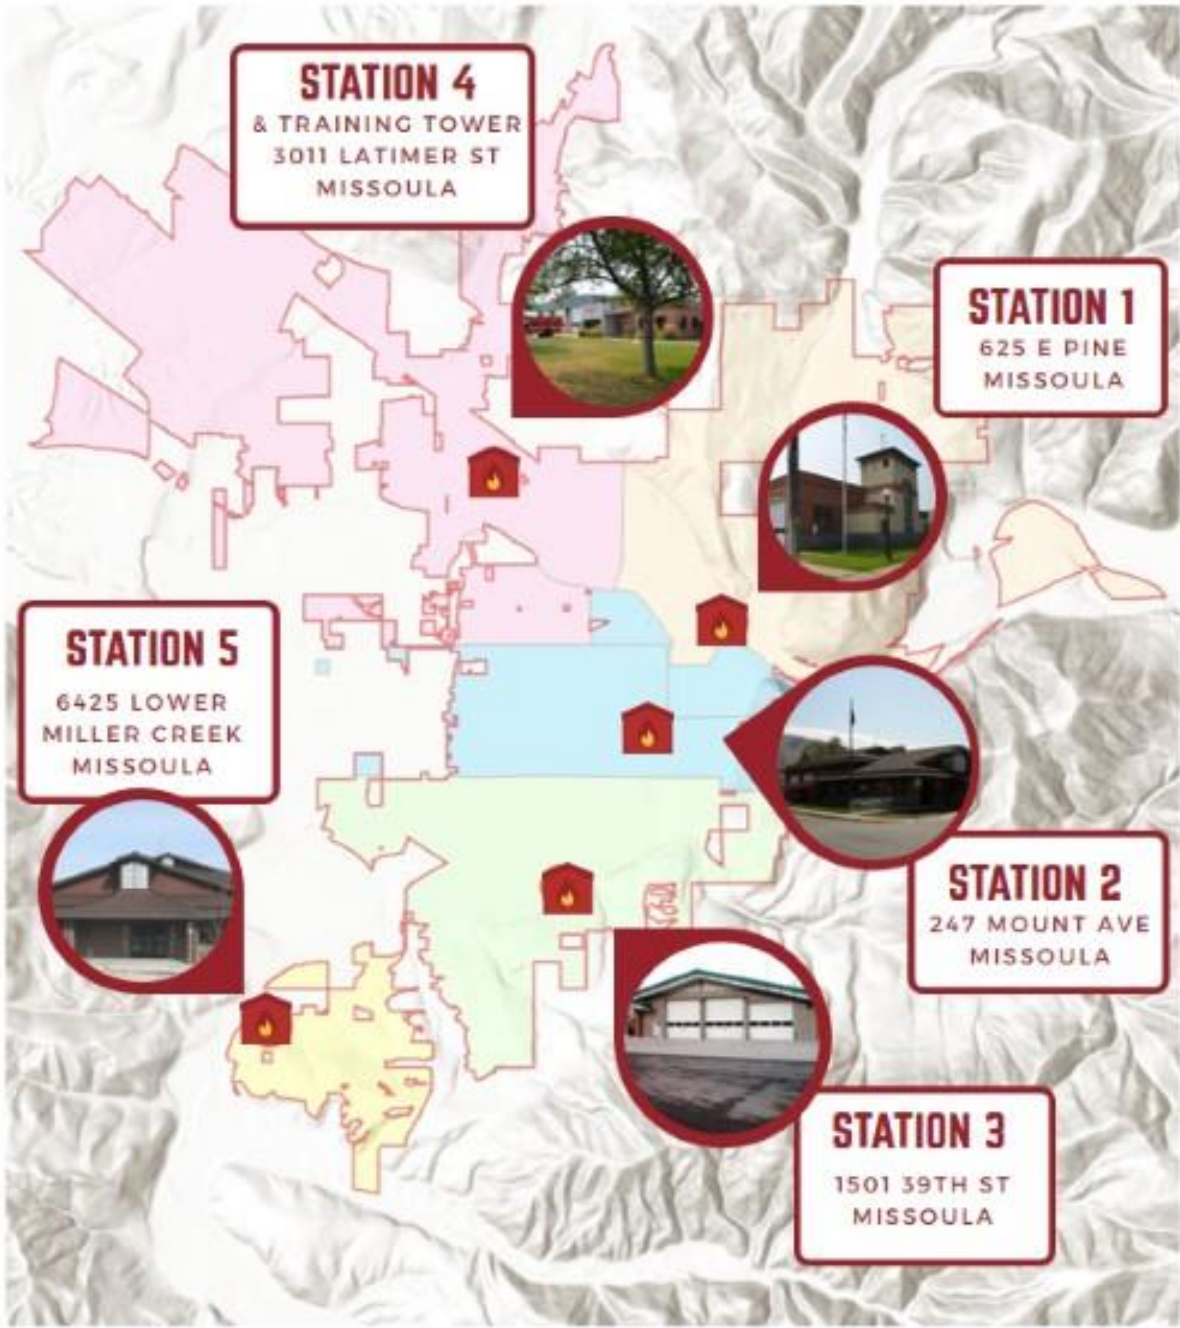 STATION 4
& TRAINING TOWER
3011 LATIMER ST
MISSOULA
STATION 1
625 E PINE
MISSOULA
STATION 5
6425 LOWER
MILLER CREEK
MISSOULA
STATION 2
247 MOUNT AVE
MISSOULA
STATION 3
1501 39TH ST
MISSOULA